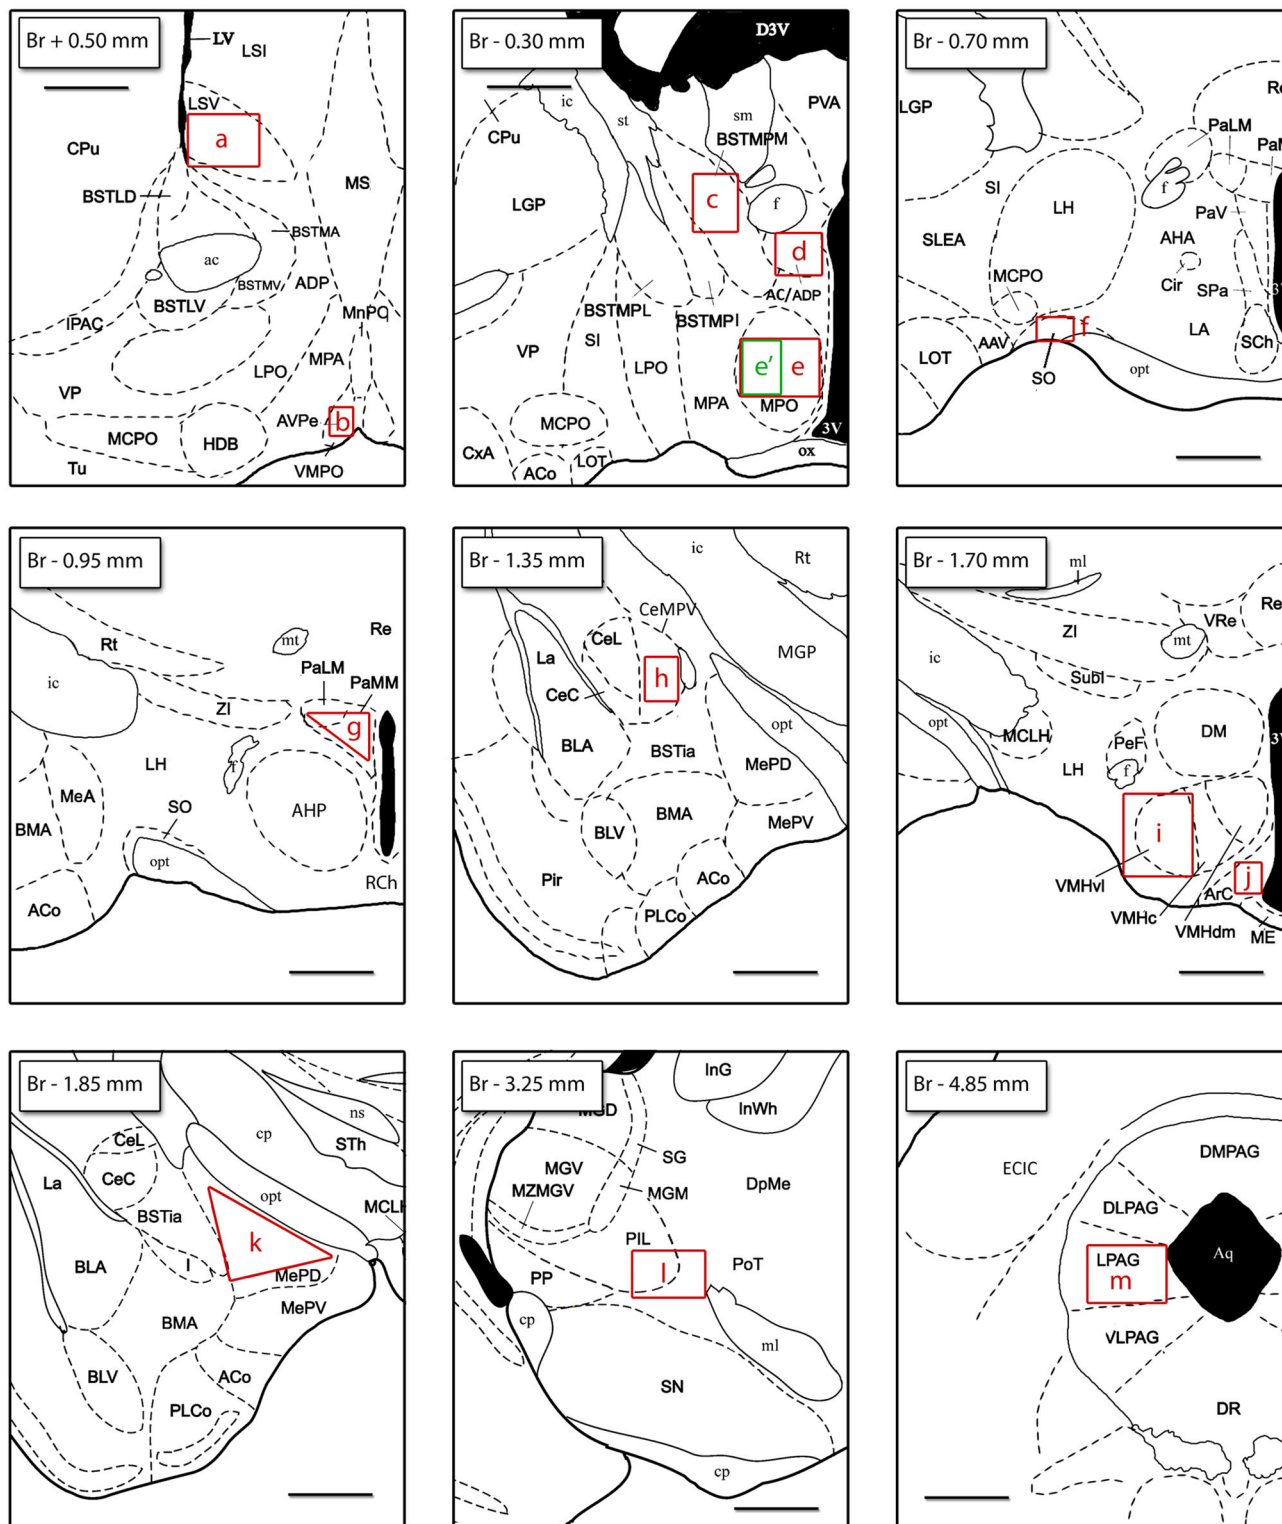 Br + 0.50 mm
LV
LSI
LSV
a
CPu
MS
BSTLD
BSTMA
ac
BSTMV
ADP
BSTLV
MnPO
IPAC
MPA
LPO
VP
AVPe
b
MCPO
HDB
Tu
VMPO
Br - 0.30 mm
D3V
ic
PVA
st
sm
CPu
BSTMPM
LGP
c
f
d
AC/ADP
BSTMPL
BSTMPI
SI
VP
e'
e
LPO
MPA
MPO
MCPO
3V
CxA
LOT
ox
ACo
Br - 0.70 mm
LGP
PaLM
SI
LH
f
PaV
SLEA
AHA
MCPO
Cir
SPa
f
LA
LOT
AAV
SCh
SO
opt
Br - 0.95 mm
Re
mt
Rt
PaLM
ic
PaMM
ZI
g
LH
f
MeA
SO
AHP
BMA
opt
RCh
ACo
Br - 1.35 mm
ic
Rt
CeMPV
CeL
MGP
La
h
CeC
opt
BLA
BSTia
MePD
BMA
BLV
MePV
Pir
ACo
PLCo
Br - 1.70 mm
ml
Re
VRe
ZI
mt
ic
SubI
opt
MCLH
PeF
DM
LH
f
i
VMHvl
ArC
j
VMHc
VMHdm
ME
Br - 1.85 mm
ns
CeL
cp
STh
CeC
La
opt
MCLH
BSTia
k
BLA
I
MePD
MePV
BMA
BLV
ACo
PLCo
Br - 3.25 mm
InG
MGD
InWh
MGV
SG
MZMGV
MGM
DpMe
PIL
PP
l
PoT
cp
ml
SN
cp
Br - 4.85 mm
DMPAG
ECIC
DLPAG
LPAG
Aq
m
VLPAG
DR